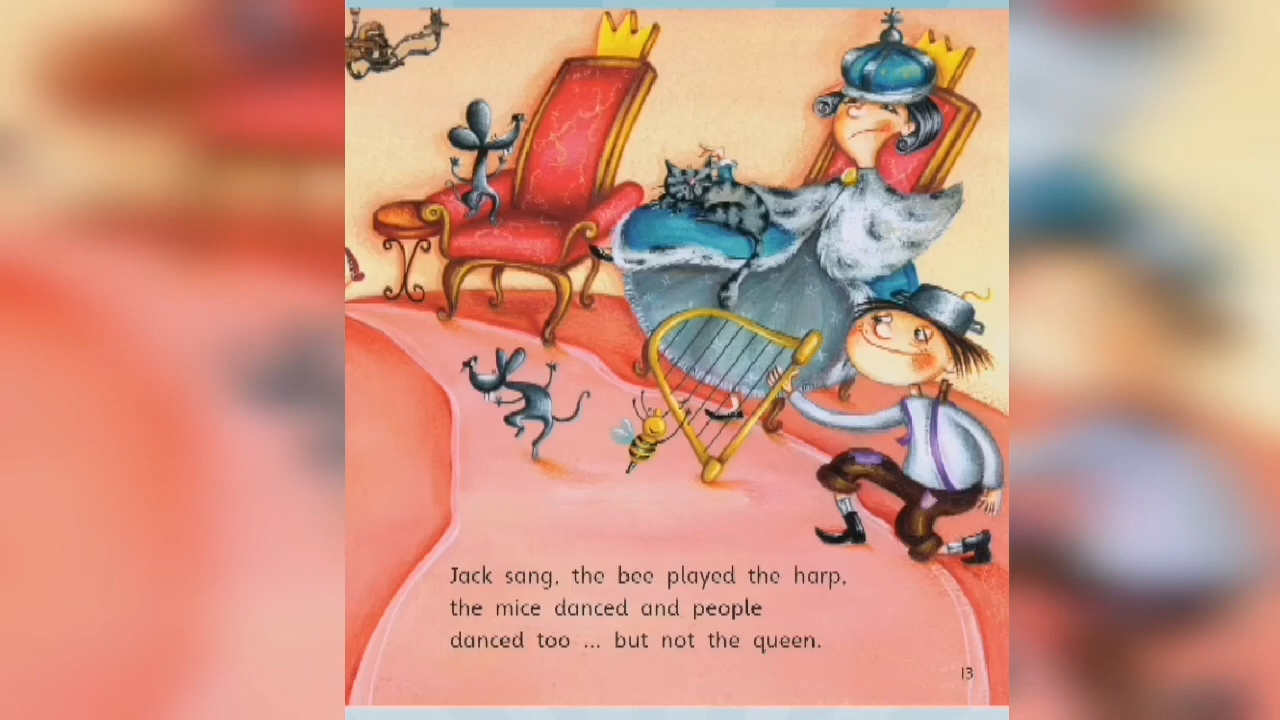 Jack sang, the bee played the harp,
the mice danced and people
danced too ... but not the queen.
13